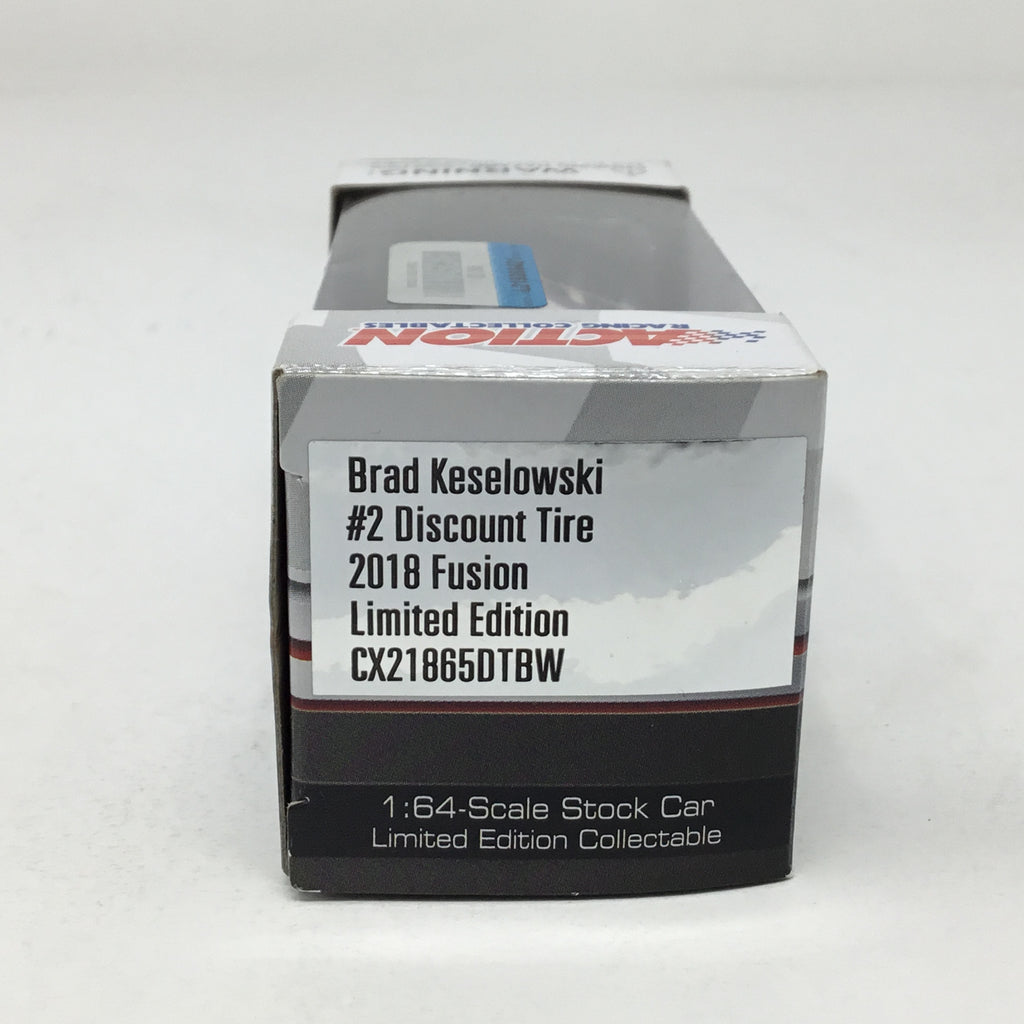 WARNING
ACTION
RACING COLLECTABLES
Brad Keselowski
#2 Discount Tire
2018 Fusion
Limited Edition
CX21865DTBW
1:64-Scale Stock Car
Limited Edition Collectable